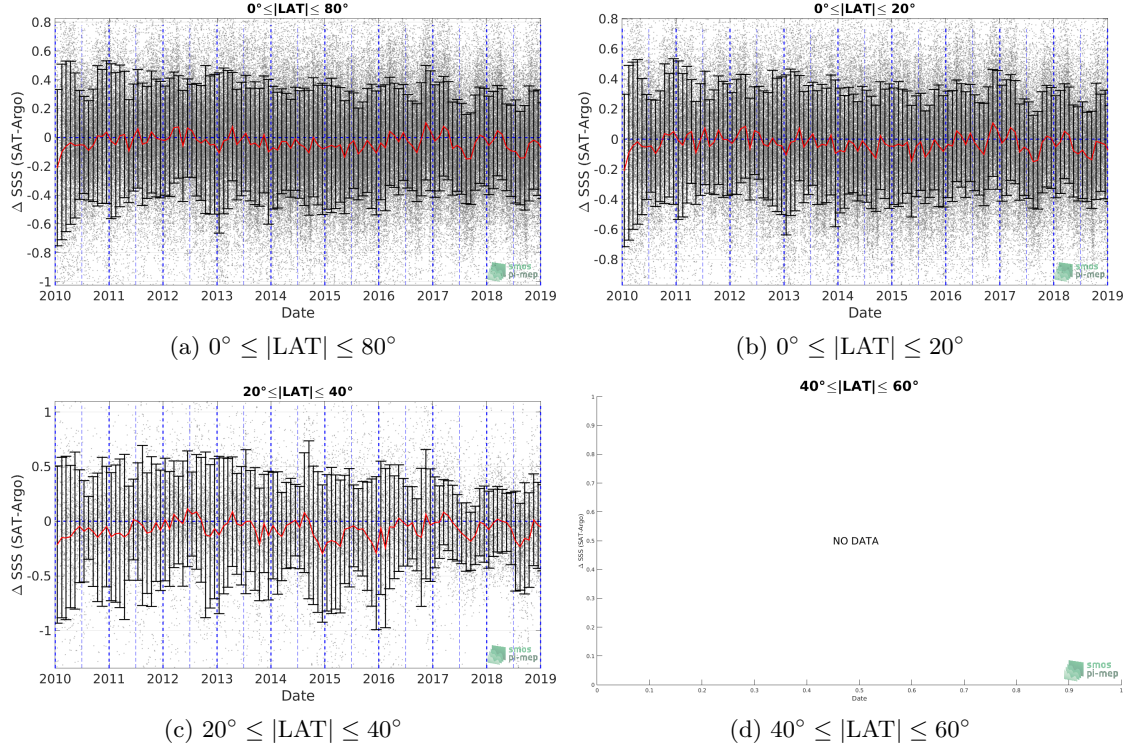 0°≤|LAT|≤ 80°
0.8
0.6
0.4
0.2
0
-0.2
-0.4
-0.6
-0.8
-1
Δ SSS (SAT-Argo)
2010 2011 2012 2013 2014 2015 2016 2017 2018 2019
Date
smos
pi-mep
(a) 0° ≤ |LAT| ≤ 80°
0°≤|LAT|≤ 20°
0.6
0.4
0.2
0
-0.2
-0.4
-0.6
-0.8
Δ SSS (SAT-Argo)
2010 2011 2012 2013 2014 2015 2016 2017 2018 2019
Date
smos
pi-mep
(b) 0° ≤ |LAT| ≤ 20°
20°≤|LAT|≤ 40°
1
0.5
0
-0.5
-1
Δ SSS (SAT-Argo)
2010 2011 2012 2013 2014 2015 2016 2017 2018 2019
Date
smos
pi-mep
(c) 20° ≤ |LAT| ≤ 40°
40°≤|LAT|≤ 60°
1
0.9
0.8
0.7
0.6
0.5
0.4
0.3
0.2
0.1
0
Δ SSS (SAT-Argo)
NO DATA
0 0.1 0.2 0.3 0.4 0.5 0.6 0.7 0.8 0.9 1
Date
smos
pi-mep
(d) 40° ≤ |LAT| ≤ 60°